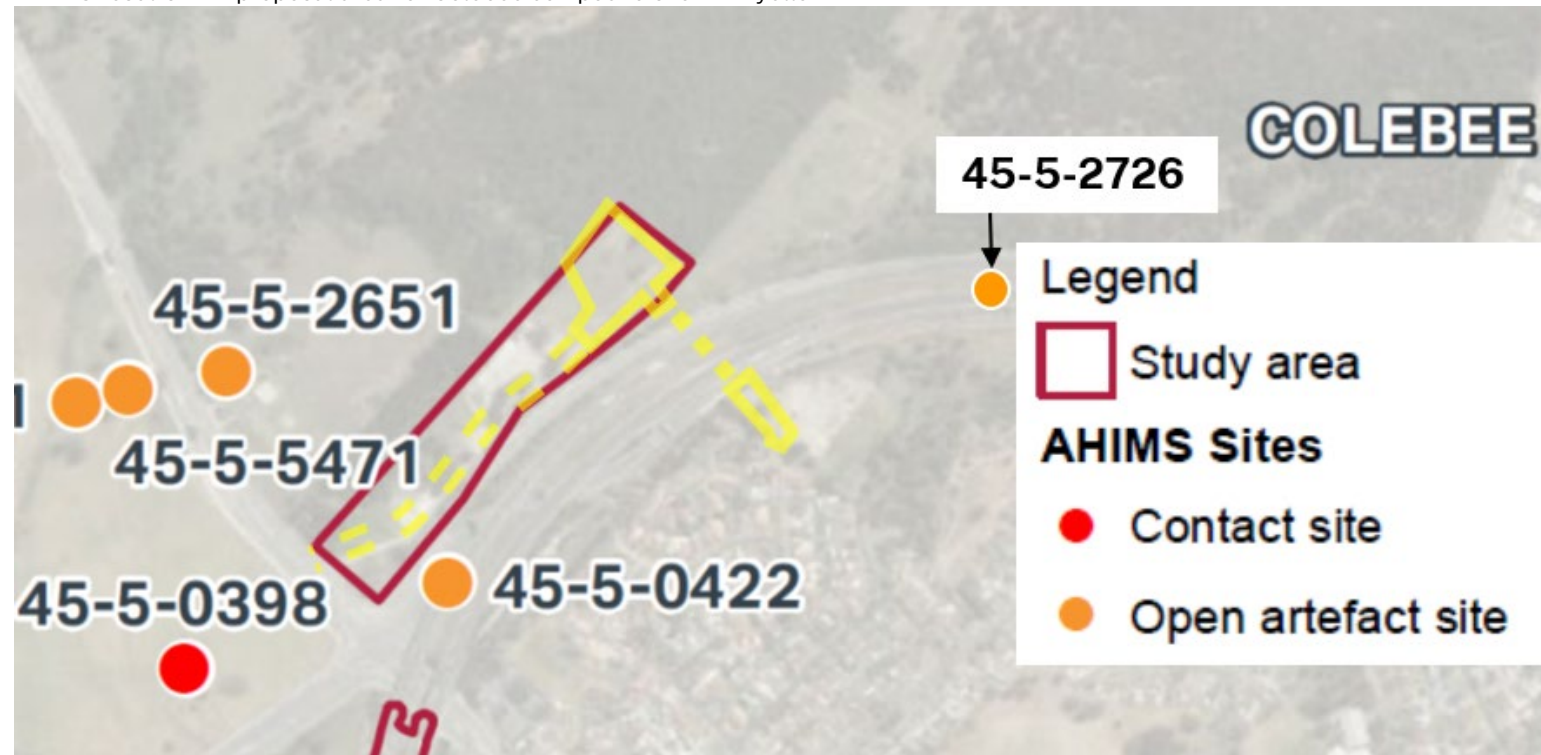 COLEBEE
45-5-2726
45-5-2651
45-5-5471
45-5-0422
45-5-0398
Legend
Study area
AHIMS Sites
Contact site
Open artefact site